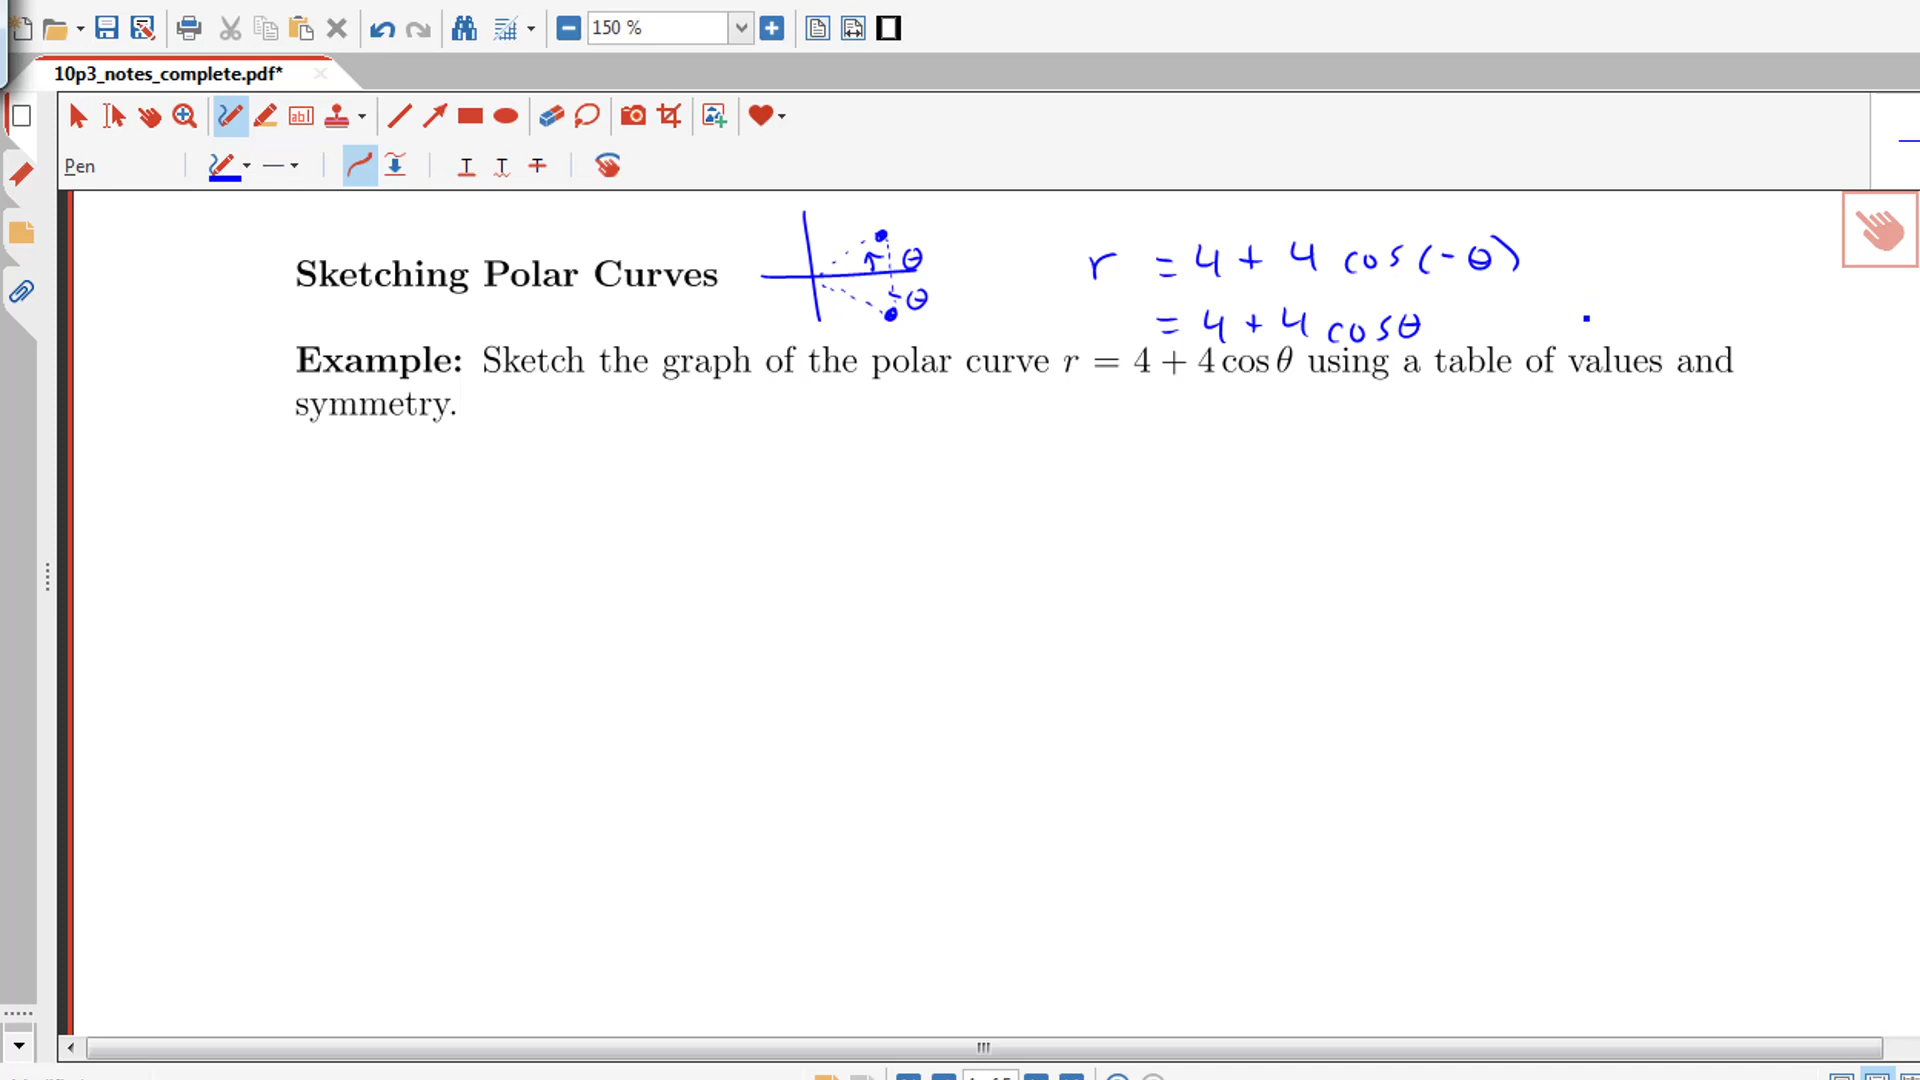 150 %
10p3_notes_complete.pdf*
Pen
θ
-θ
r = 4 + 4 cos(-θ)
= 4 + 4 cosθ
Sketching Polar Curves
Example: Sketch the graph of the polar curve r = 4 + 4 cos θ using a table of values and
symmetry.